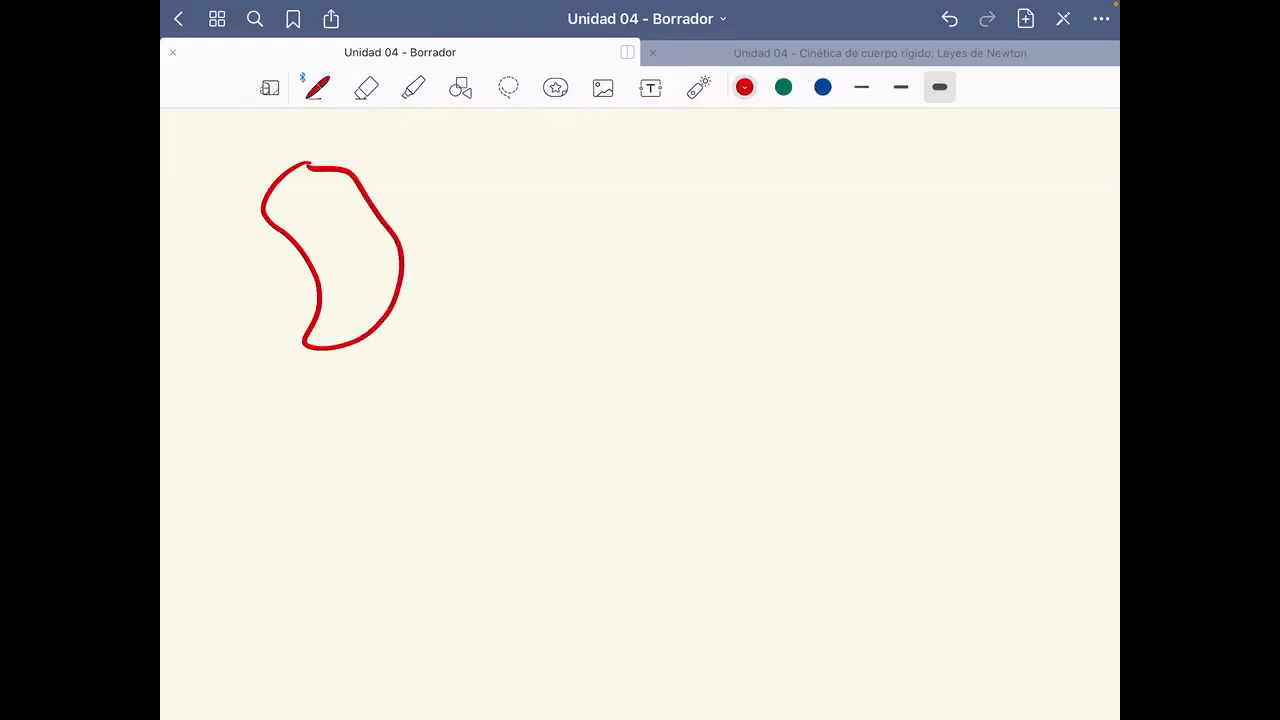 Unidad 04 - Borrador
Unidad 04 - Borrador
Unidad 04 - Cinética de cuerpo rígido: Leyes de Newton
T